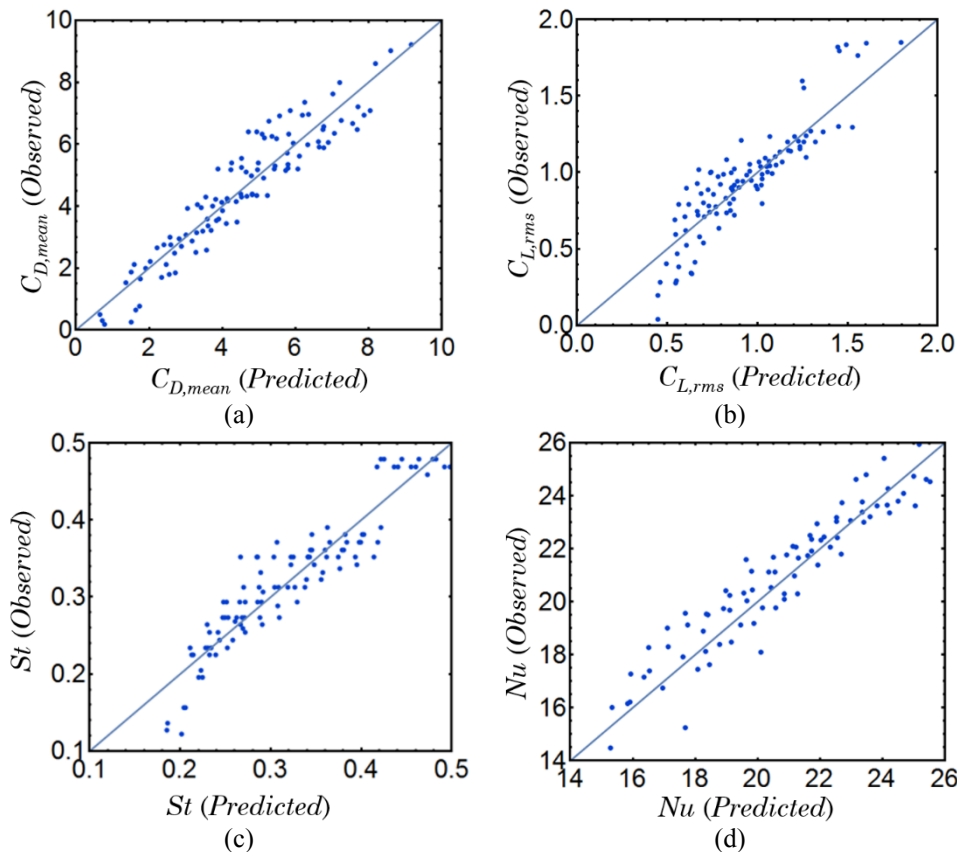 10
8
6
4
2
0
0 2 4 6 8 10
C_{D,mean} (Observed)
C_{D,mean} (Predicted)
(a)
2.0
1.5
1.0
0.5
0.0
0.0 0.5 1.0 1.5 2.0
C_{L,rms} (Observed)
C_{L,rms} (Predicted)
(b)
0.5
0.4
0.3
0.2
0.1
0.1 0.2 0.3 0.4 0.5
St (Observed)
St (Predicted)
(c)
26
24
22
20
18
16
14
14 16 18 20 22 24 26
Nu (Observed)
Nu (Predicted)
(d)